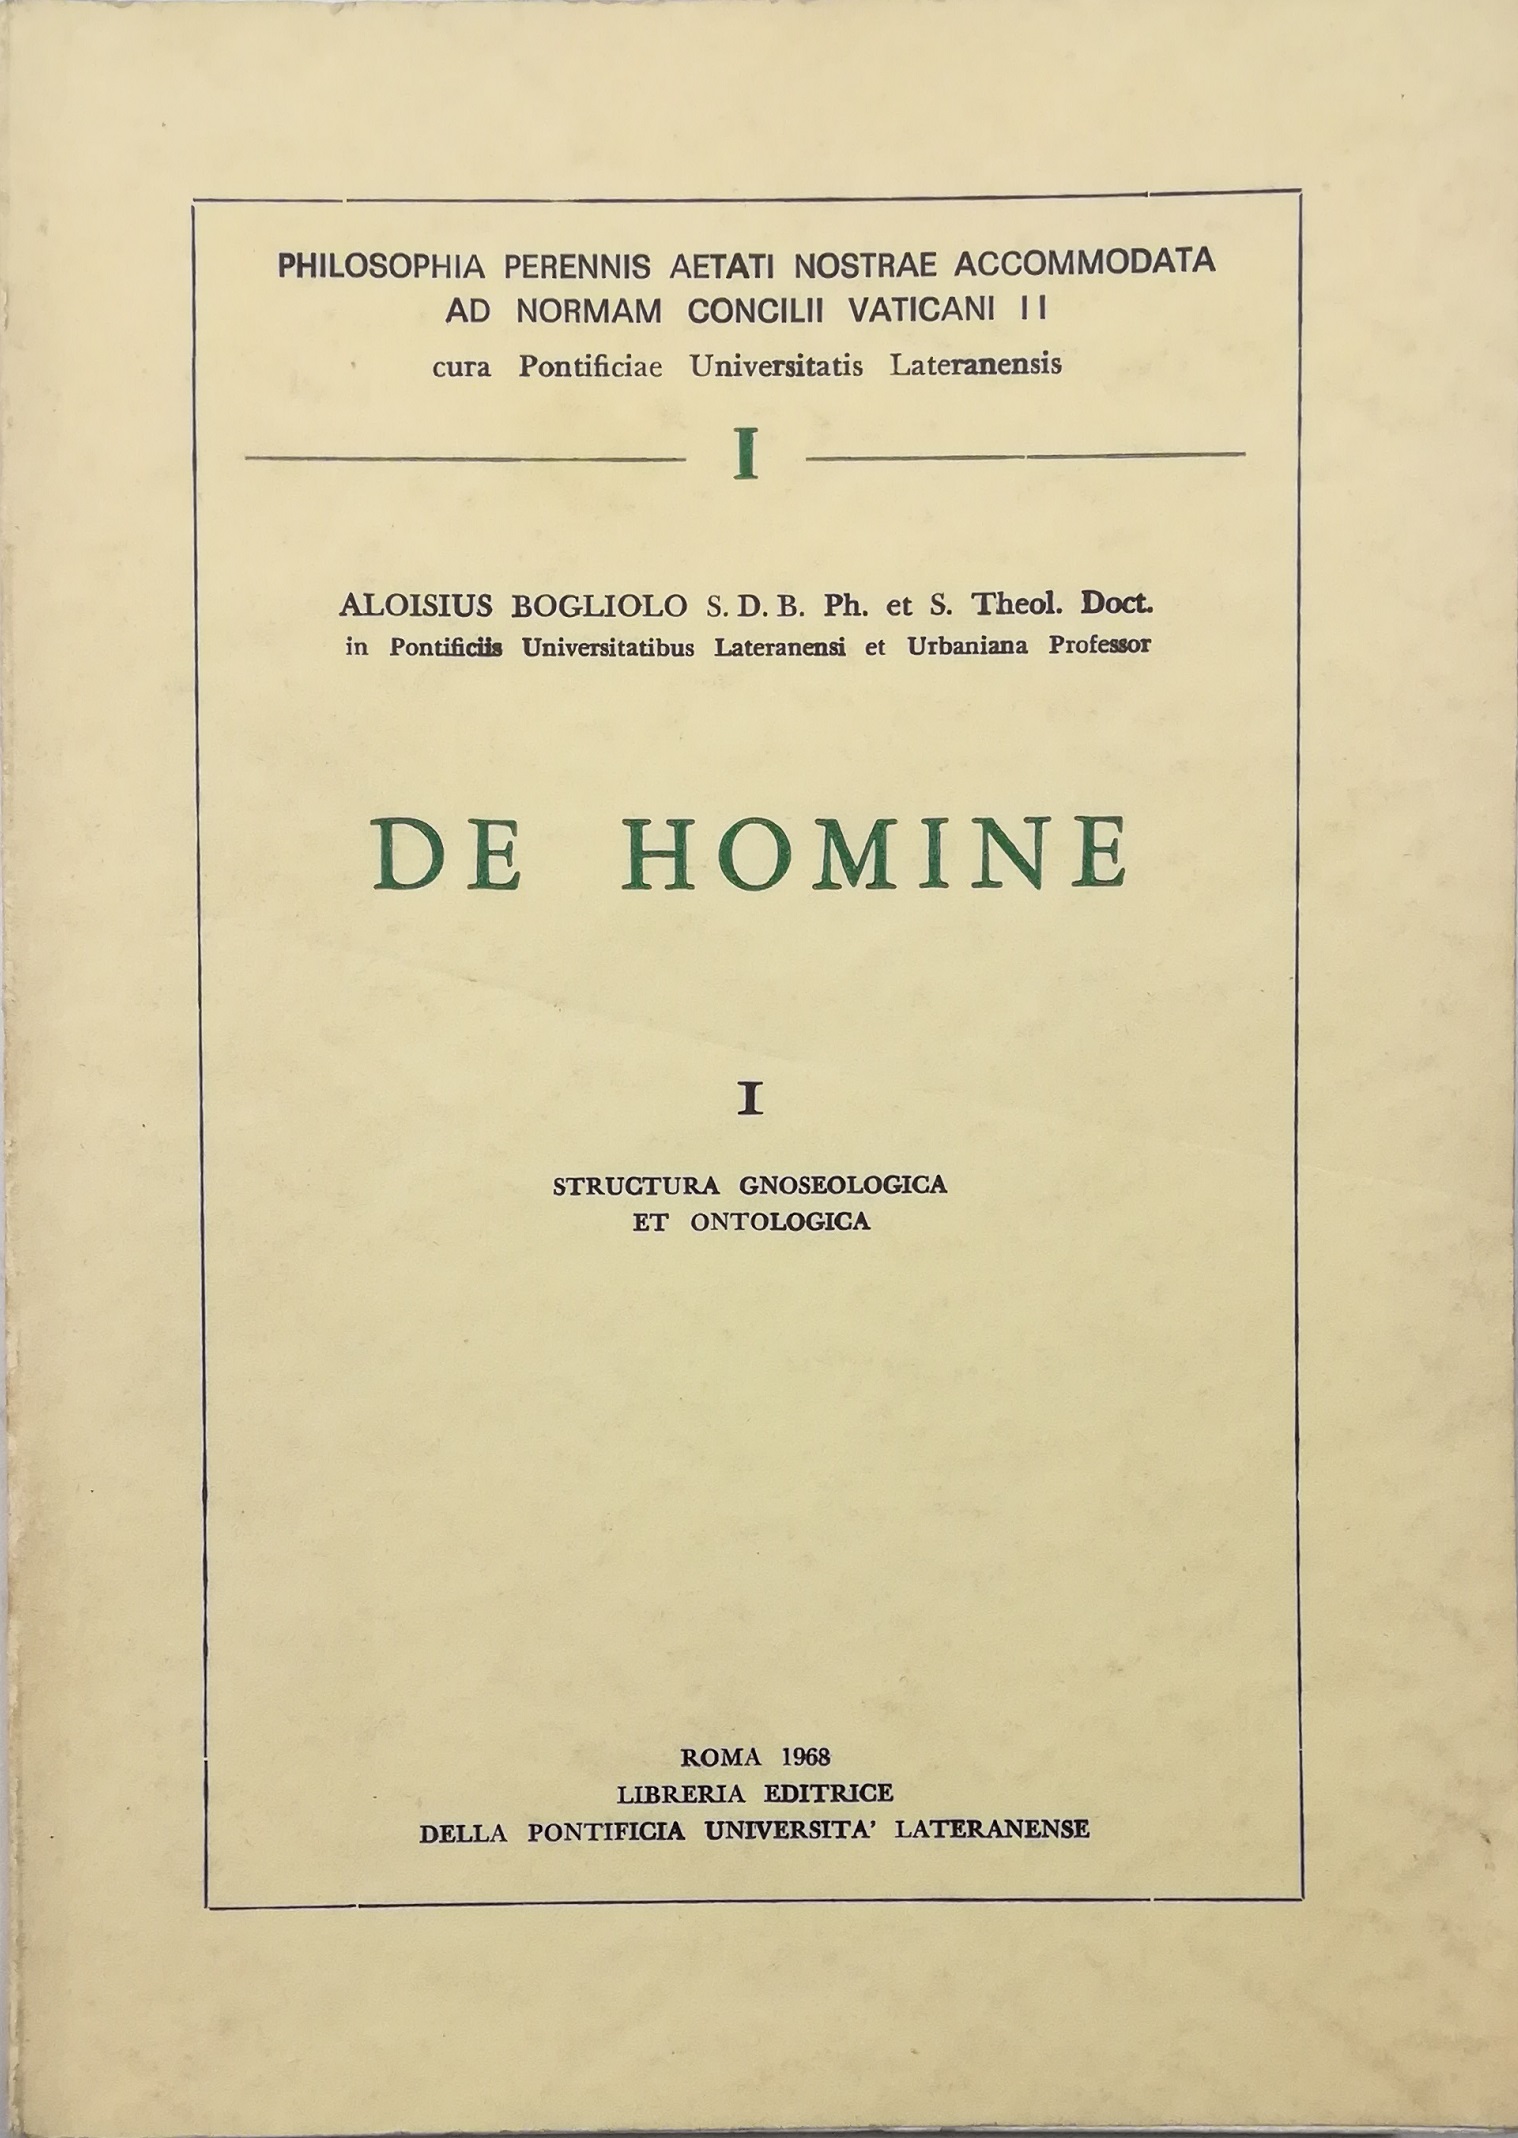 PHILOSOPHIA PERENNIS AETATI NOSTRAE ACCOMMODATA
AD NORMAM CONCILII VATICANI II
cura Pontificiae Universitatis Lateranensis
I
ALOISIUS BOGLIOLO S. D. B. Ph. et S. Theol. Doct.
in Pontificiis Universitatibus Lateranensi et Urbaniana Professor
DE HOMINE
I
STRUCTURA GNOSEOLOGICA
ET ONTOLOGICA
ROMA 1968
LIBRERIA EDITRICE
DELLA PONTIFICIA UNIVERSITA' LATERANENSE